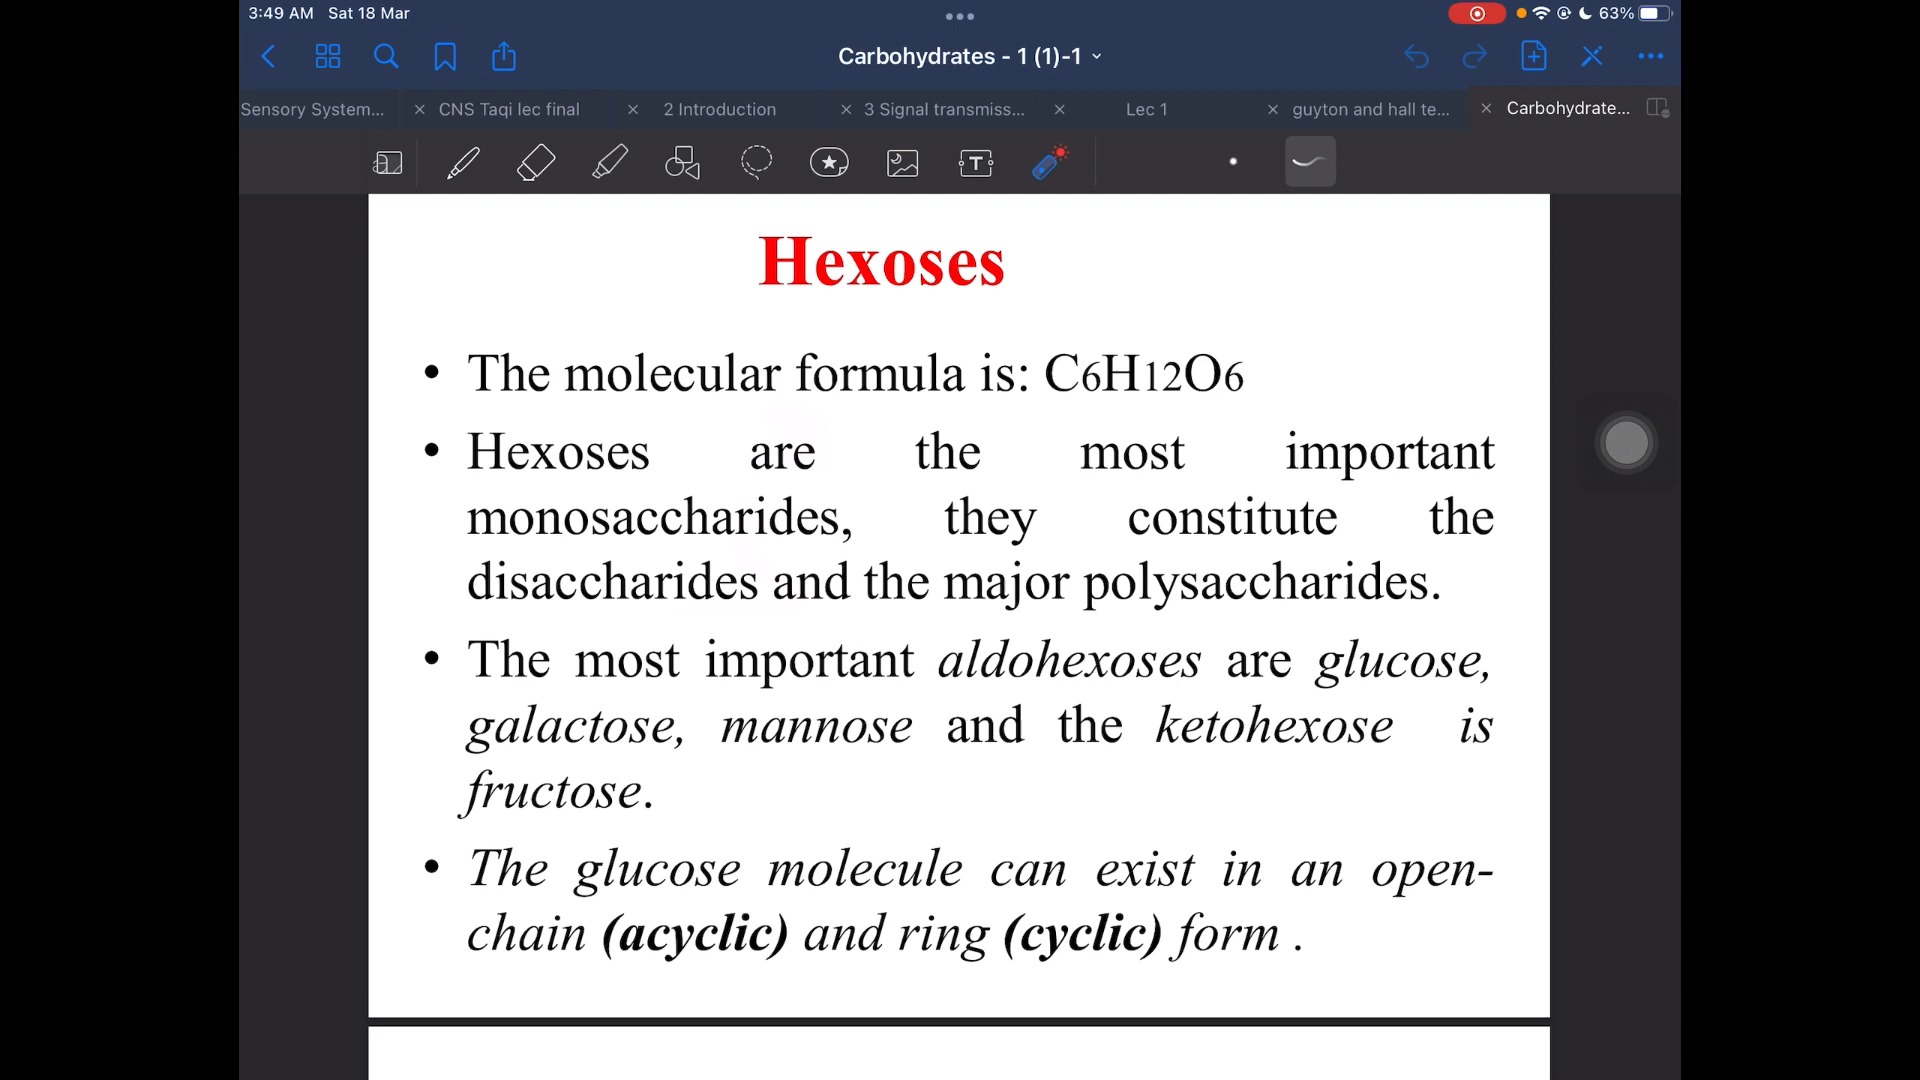 3:49 AM Sat 18 Mar
63%
Carbohydrates - 1 (1)-1
Sensory System...
CNS Taqi lec final
2 Introduction
3 Signal transmiss...
Lec 1
guyton and hall te...
Carbohydrate...
Hexoses
• The molecular formula is: C6H12O6
• Hexoses are the most important
monosaccharides, they constitute the
disaccharides and the major polysaccharides.
• The most important aldohexoses are glucose,
galactose, mannose and the ketohexose is
fructose.
• The glucose molecule can exist in an open-
chain (acyclic) and ring (cyclic) form .